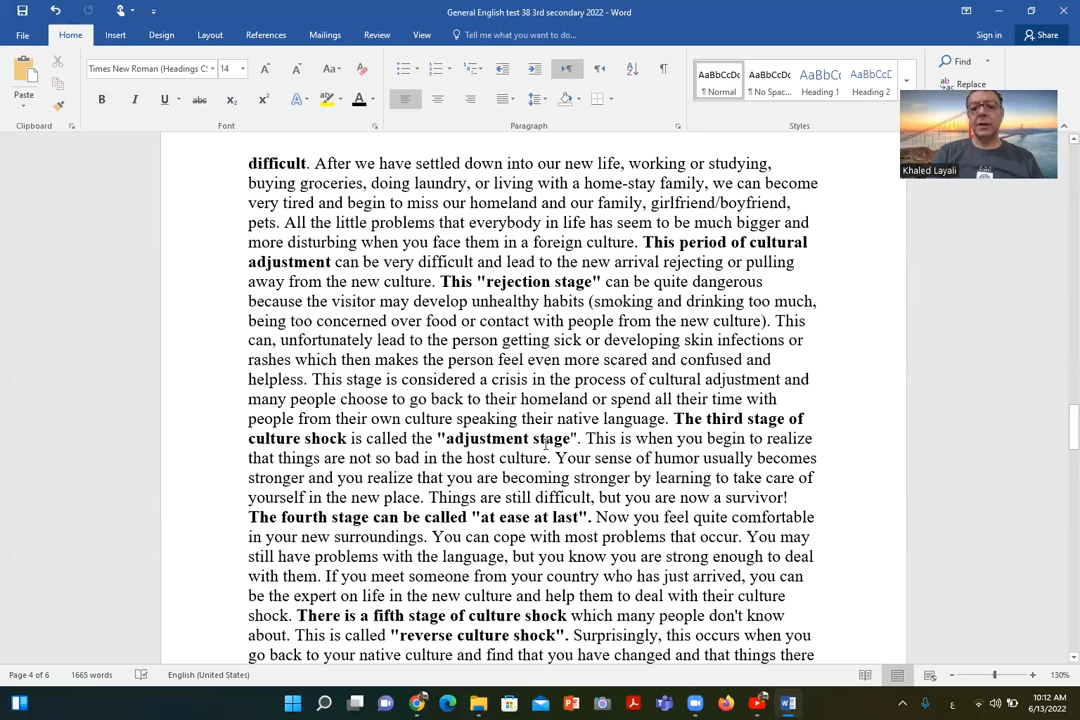 General English test 38 3rd secondary 2022 - Word
File Home Insert Design Layout References Mailings Review View Tell me what you want to do... Sign in Share
Paste
Times New Roman (Headings C 14
B I U abc X₂ X² A
AaBbCcDc AaBbCcDc AaBbCc AaBbCcD
¶ Normal ¶ No Spac... Heading 1 Heading 2
Find
Replace
Clipboard Font Paragraph Styles
Khaled Layali
difficult. After we have settled down into our new life, working or studying,
buying groceries, doing laundry, or living with a home-stay family, we can become
very tired and begin to miss our homeland and our family, girlfriend/boyfriend,
pets. All the little problems that everybody in life has seem to be much bigger and
more disturbing when you face them in a foreign culture. This period of cultural
adjustment can be very difficult and lead to the new arrival rejecting or pulling
away from the new culture. This "rejection stage" can be quite dangerous
because the visitor may develop unhealthy habits (smoking and drinking too much,
being too concerned over food or contact with people from the new culture). This
can, unfortunately lead to the person getting sick or developing skin infections or
rashes which then makes the person feel even more scared and confused and
helpless. This stage is considered a crisis in the process of cultural adjustment and
many people choose to go back to their homeland or spend all their time with
people from their own culture speaking their native language. The third stage of
culture shock is called the "adjustment stage". This is when you begin to realize
that things are not so bad in the host culture. Your sense of humor usually becomes
stronger and you realize that you are becoming stronger by learning to take care of
yourself in the new place. Things are still difficult, but you are now a survivor!
The fourth stage can be called "at ease at last". Now you feel quite comfortable
in your new surroundings. You can cope with most problems that occur. You may
still have problems with the language, but you know you are strong enough to deal
with them. If you meet someone from your country who has just arrived, you can
be the expert on life in the new culture and help them to deal with their culture
shock. There is a fifth stage of culture shock which many people don't know
about. This is called "reverse culture shock". Surprisingly, this occurs when you
go back to your native culture and find that you have changed and that things there
Page 4 of 6 1665 words English (United States) 130%
10:12 AM
6/13/2022